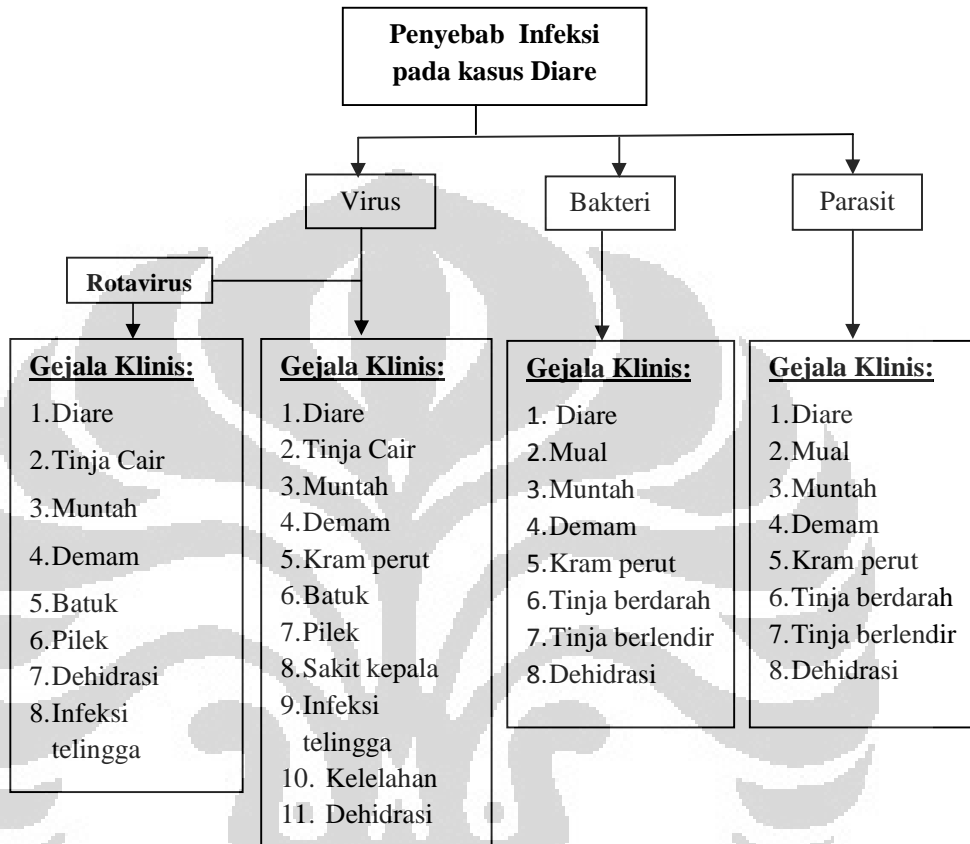 Penyebab Infeksi
pada kasus Diare
Virus
Bakteri
Parasit
Rotavirus
Gejala Klinis:
1.Diare
2.Tinja Cair
3.Muntah
4.Demam
5.Batuk
6.Pilek
7.Dehidrasi
8.Infeksi
telingga
Gejala Klinis:
1.Diare
2.Tinja Cair
3.Muntah
4.Demam
5.Kram perut
6.Batuk
7.Pilek
8.Sakit kepala
9.Infeksi
telingga
10. Kelelahan
11. Dehidrasi
Gejala Klinis:
1. Diare
2.Mual
3.Muntah
4.Demam
5.Kram perut
6.Tinja berdarah
7.Tinja berlendir
8.Dehidrasi
Gejala Klinis:
1.Diare
2.Mual
3.Muntah
4.Demam
5.Kram perut
6.Tinja berdarah
7.Tinja berlendir
8.Dehidrasi